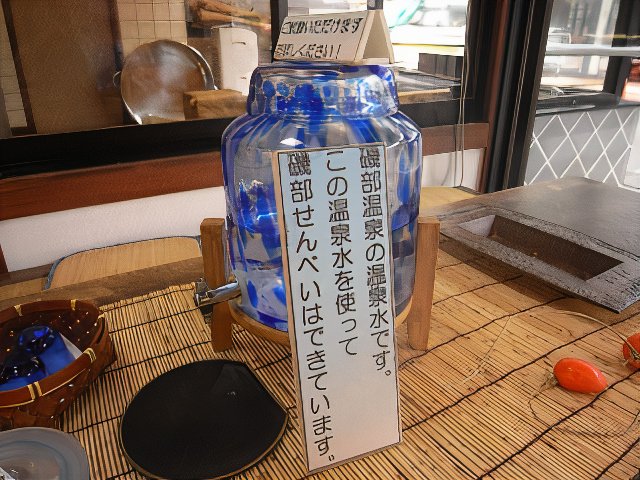 磯部温泉の温泉水です。
この温泉水を使って
磯部せんべいはできています。